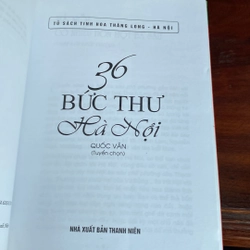 TỦ SÁCH TINH HOA THĂNG LONG - HÀ NỘI
36
BỨC THƯ
Hà Nội
QUỐC VĂN
(Tuyển chọn)
NHÀ XUẤT BẢN THANH NIÊN